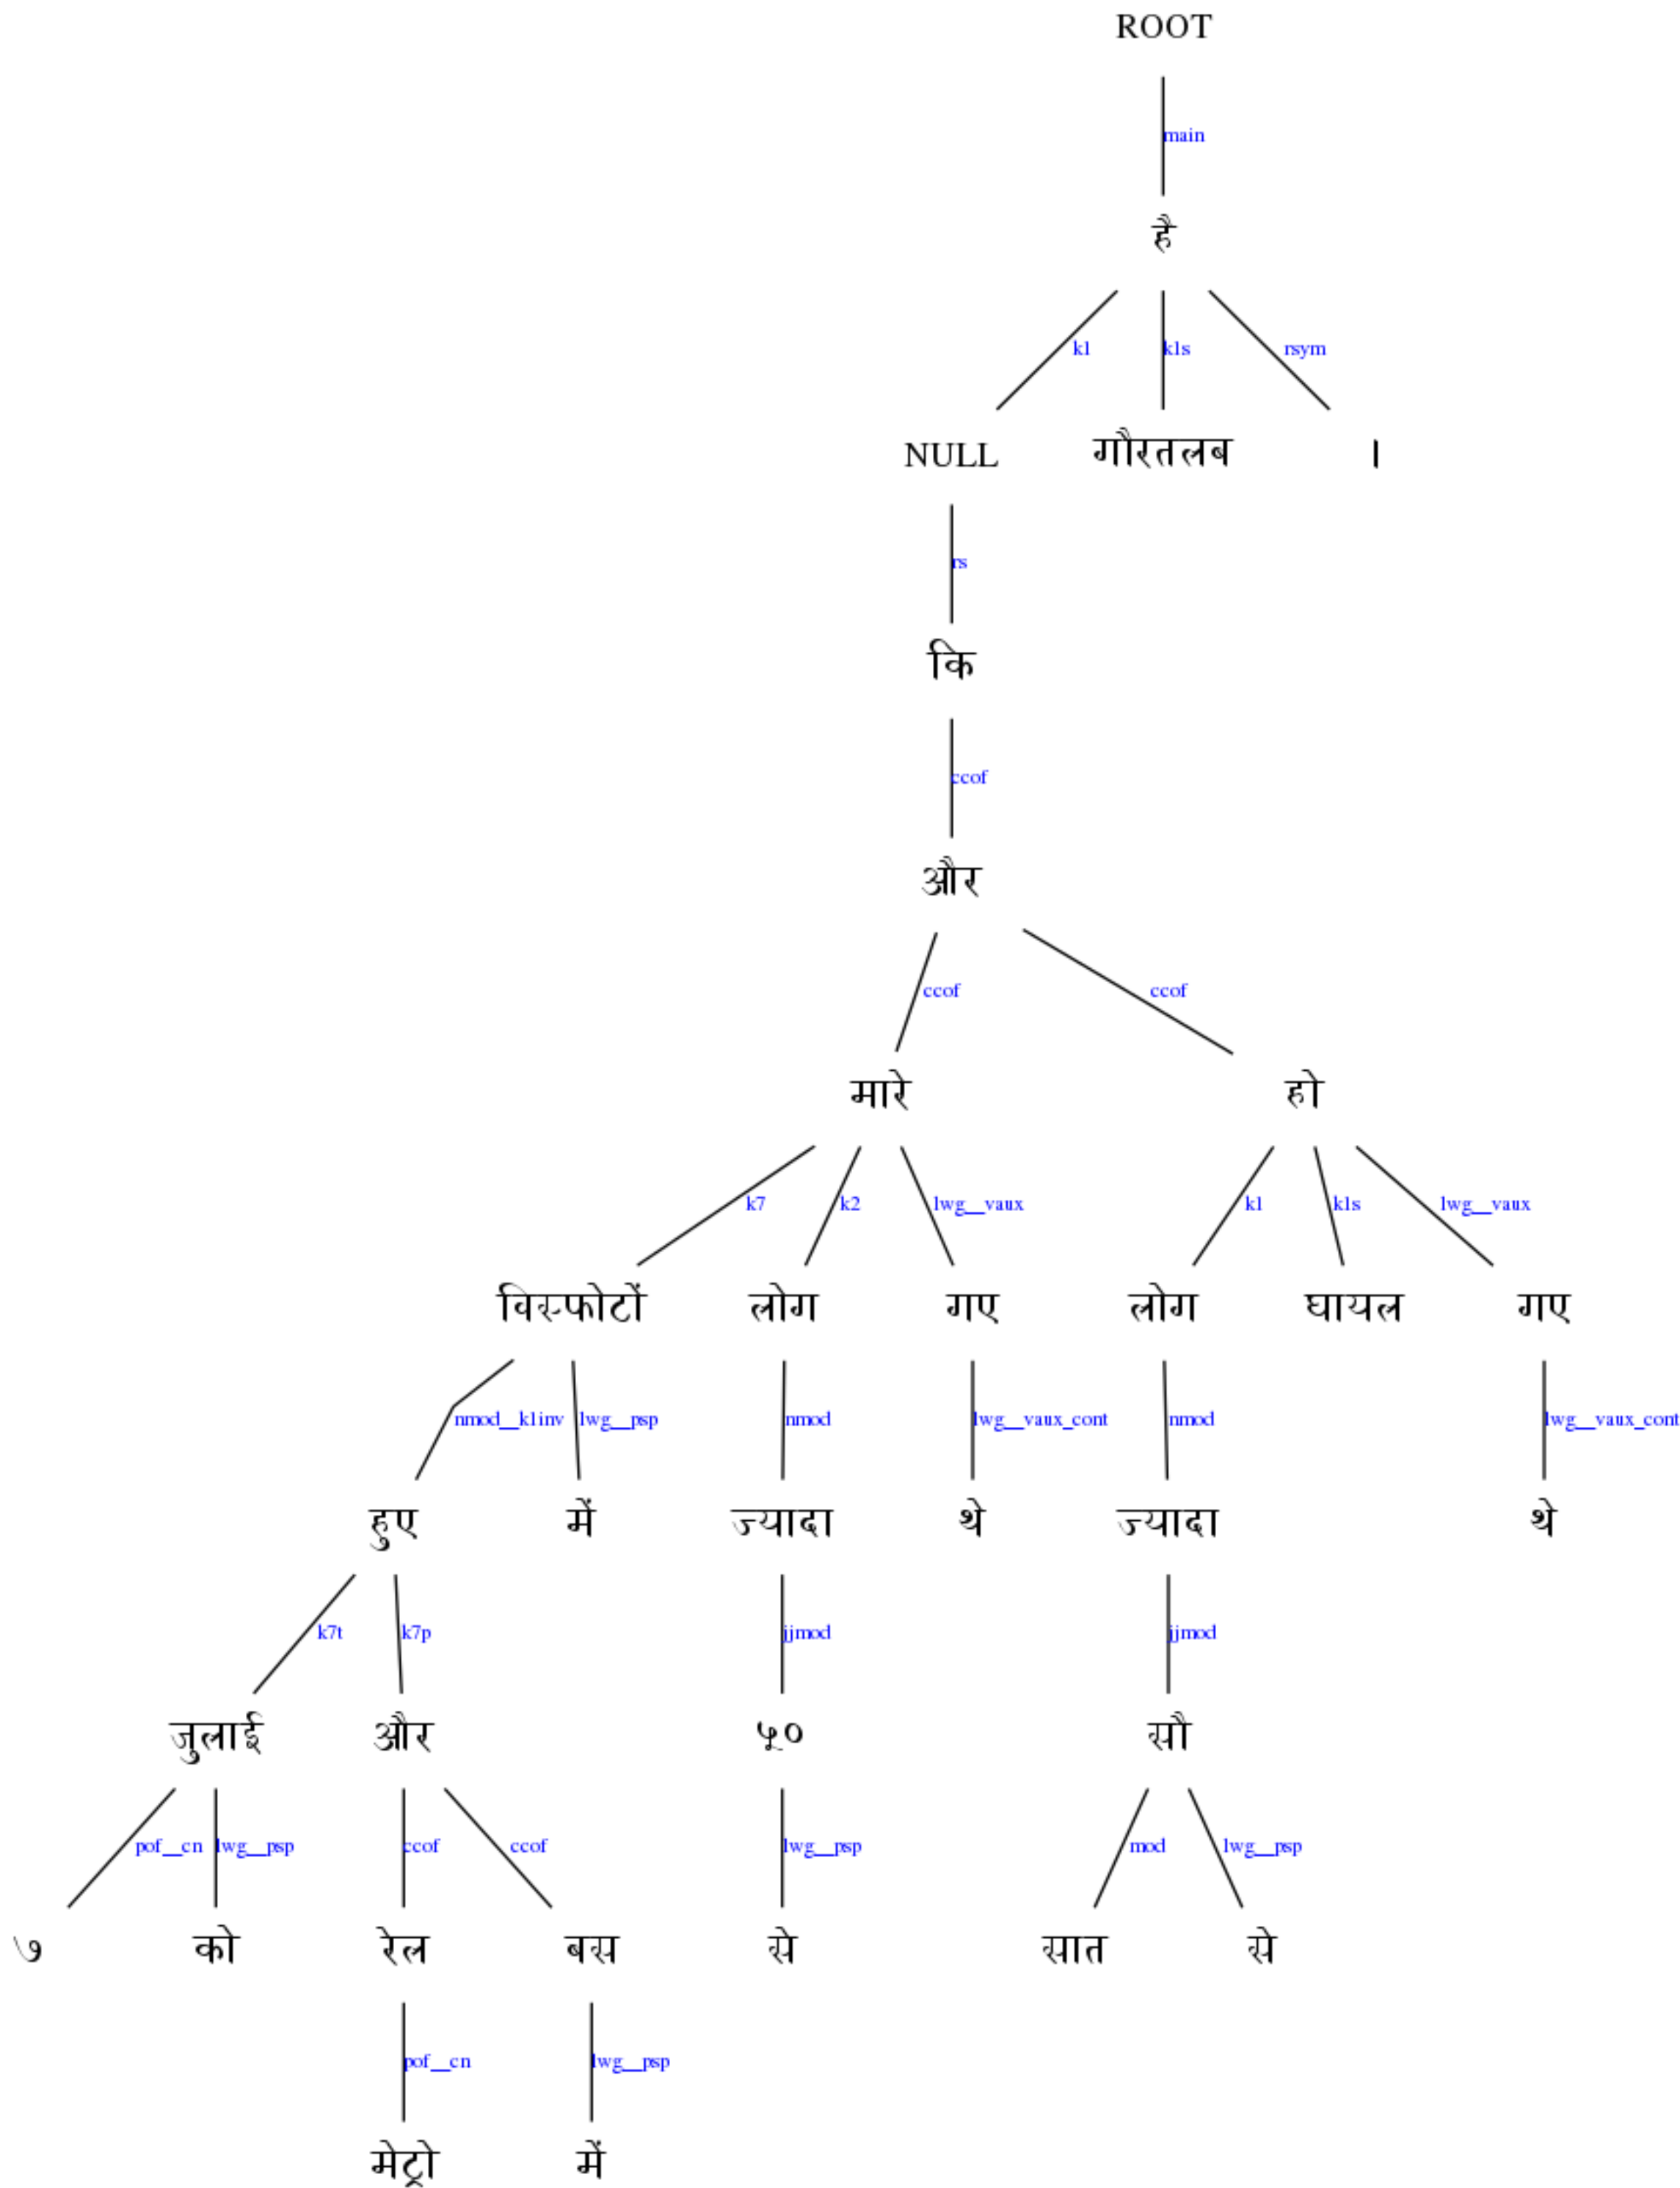 ROOT
main
है
k1 k1s rsym
NULL गौरतलब ।
rs
कि
ccof
और
ccof ccof
मारे हो
k7 k2 lwg__vaux k1 k1s lwg__vaux
विस्फोटों लोग गए लोग घायल गए
nmod__k1inv lwg__psp nmod lwg__vaux_cont nmod lwg__vaux_cont
हुए में ज्यादा थे ज्यादा थे
k7t k7p jjmod jjmod
जुलाई और ५० सौ
pof__cn lwg__psp ccof ccof lwg__psp mod lwg__psp
७ को रेल बस से सात से
pof__cn lwg__psp
मेट्रो में